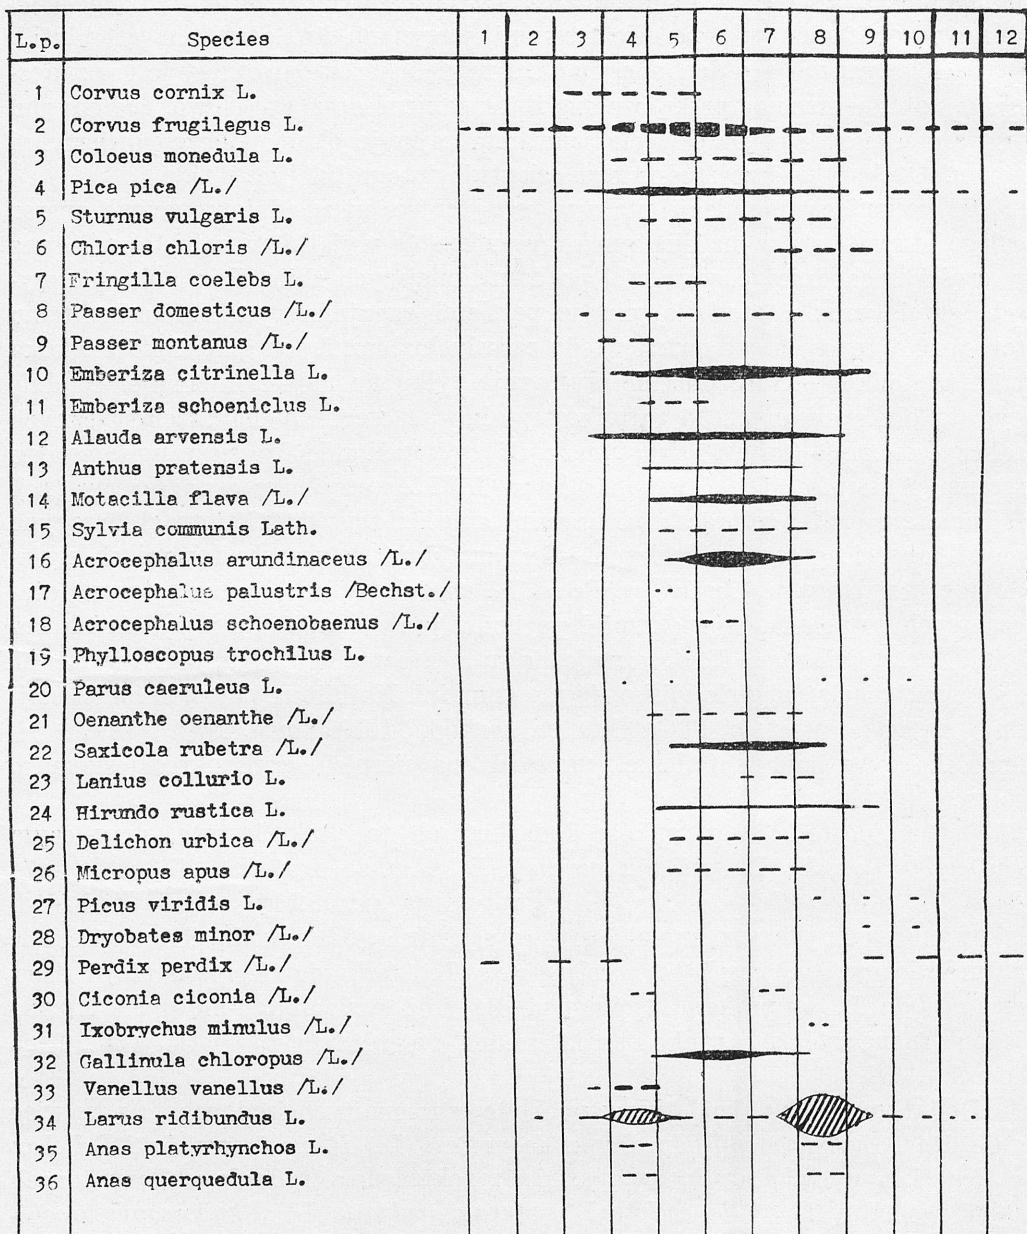 L.p. Species 1 2 3 4 5 6 7 8 9 10 11 12
1 Corvus cornix L.
2 Corvus frugilegus L.
3 Coloeus monedula L.
4 Pica pica /L./
5 Sturnus vulgaris L.
6 Chloris chloris /L./
7 Fringilla coelebs L.
8 Passer domesticus /L./
9 Passer montanus /L./
10 Emberiza citrinella L.
11 Emberiza schoeniclus L.
12 Alauda arvensis L.
13 Anthus pratensis L.
14 Motacilla flava /L./
15 Sylvia communis Lath.
16 Acrocephalus arundinaceus /L./
17 Acrocephalus palustris /Bechst./
18 Acrocephalus schoenobaenus /L./
19 Phylloscopus trochilus L.
20 Parus caeruleus L.
21 Oenanthe oenanthe /L./
22 Saxicola rubetra /L./
23 Lanius collurio L.
24 Hirundo rustica L.
25 Delichon urbica /L./
26 Micropus apus /L./
27 Picus viridis L.
28 Dryobates minor /L./
29 Perdix perdix /L./
30 Ciconia ciconia /L./
31 Ixobrychus minulus /L./
32 Gallinula chloropus /L./
33 Vanellus vanellus /L./
34 Larus ridibundus L.
35 Anas platyrhynchos L.
36 Anas querquedula L.